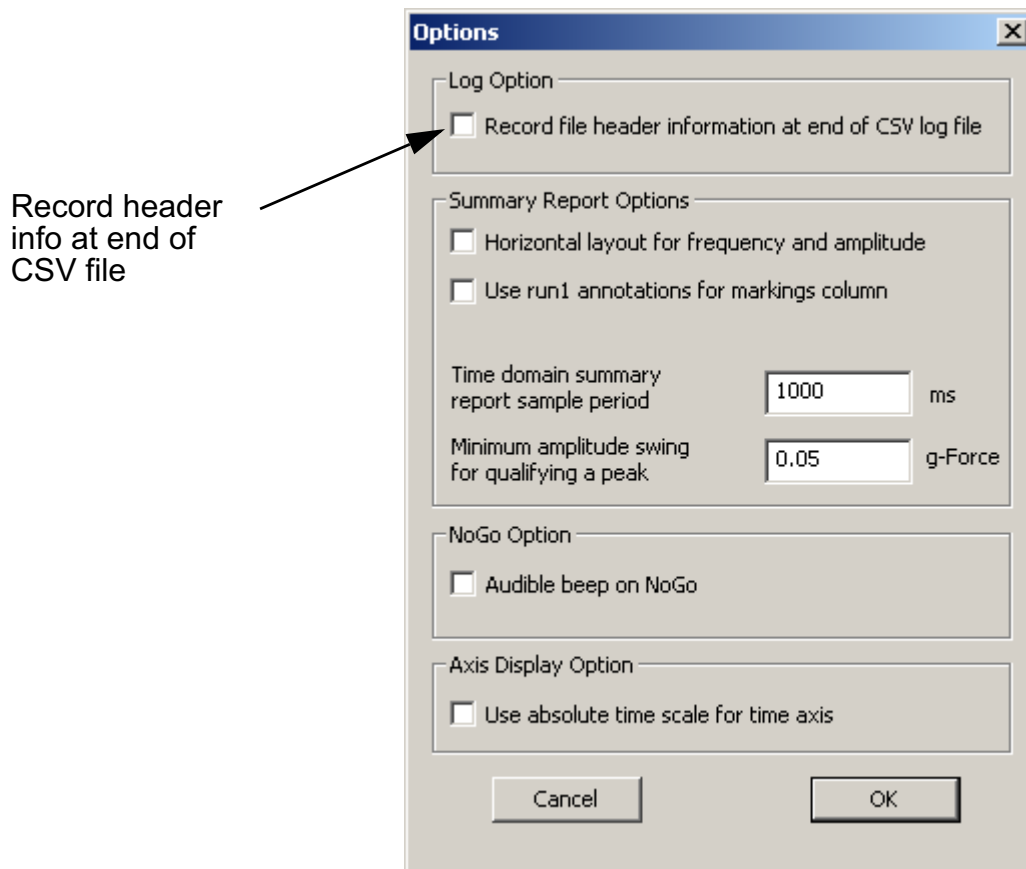 Options
Log Option
Record file header information at end of CSV log file
Record header
info at end of
CSV file
Summary Report Options
Horizontal layout for frequency and amplitude
Use run1 annotations for markings column
Time domain summary
report sample period
1000 ms
Minimum amplitude swing
for qualifying a peak
0.05 g-Force
NoGo Option
Audible beep on NoGo
Axis Display Option
Use absolute time scale for time axis
Cancel OK